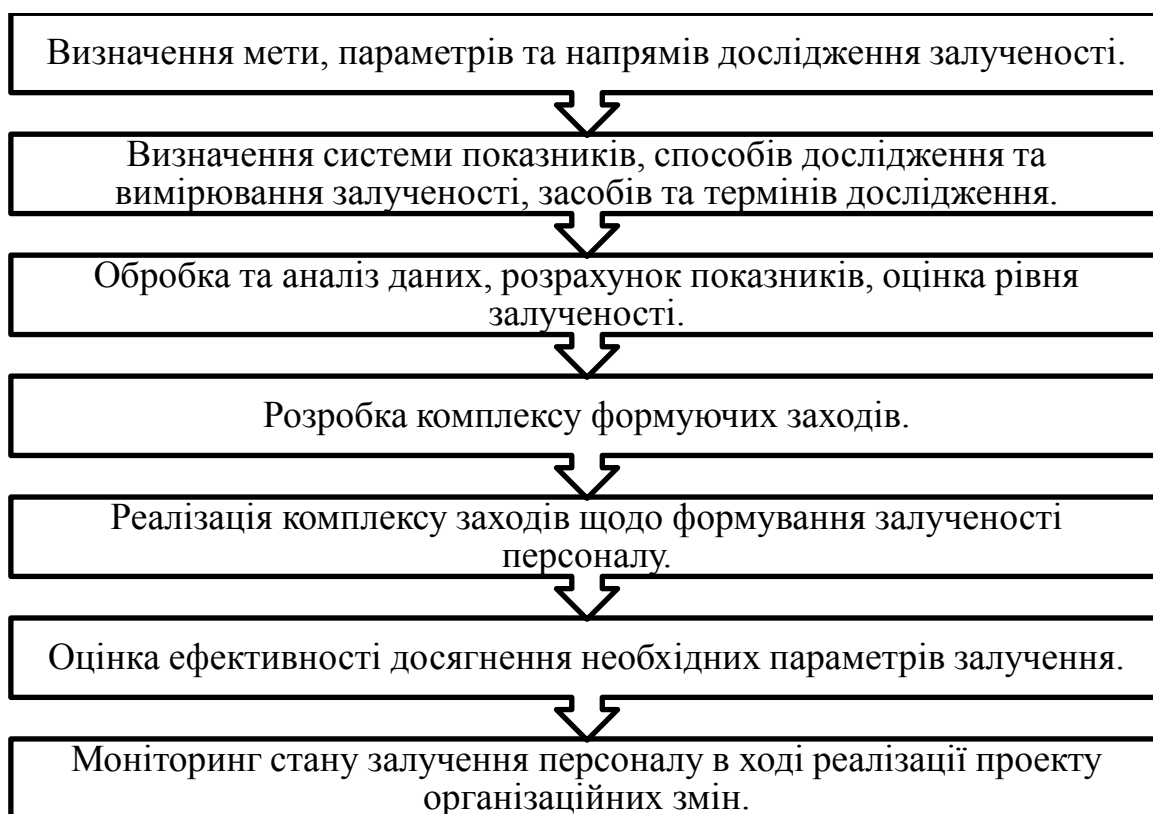 Визначення мети, параметрів та напрямів дослідження залученості.
Визначення системи показників, способів дослідження та
вимірювання залученості, засобів та термінів дослідження.
Обробка та аналіз даних, розрахунок показників, оцінка рівня
залученості.
Розробка комплексу формуючих заходів.
Реалізація комплексу заходів щодо формування залученості
персоналу.
Оцінка ефективності досягнення необхідних параметрів залучення.
Моніторинг стану залучення персоналу в ході реалізації проекту
організаційних змін.